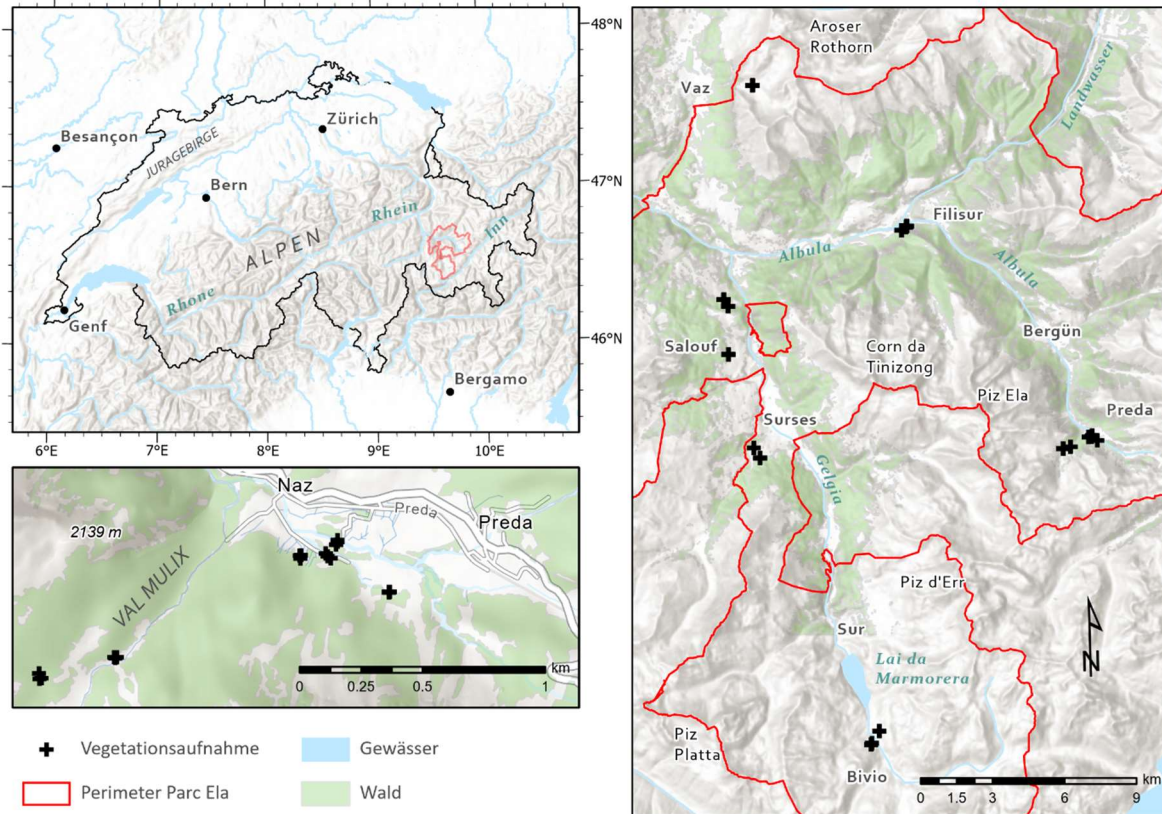 48°N
Besançon
JURAGEBIRGE
Zürich
47°N
Bern
Rhein
Inn
ALPEN
Rhone
Genf
46°N
Bergamo
6°E
7°E
8°E
9°E
10°E
Naz
Preda
Preda
2139 m
VAL MULIX
km
0 0.25 0.5 1
Vegetationsaufnahme
Gewässer
Perimeter Parc Ela
Wald
Aroser
Rothorn
Vaz
Landwasser
Filisur
Albula
Albula
Bergün
Salouf
Corn da
Tinizong
Piz Ela
Preda
Surses
Gelgia
Piz d'Err
Sur
N
Lai da
Marmorera
Piz
Platta
Bivio
km
0 1.5 3 6 9